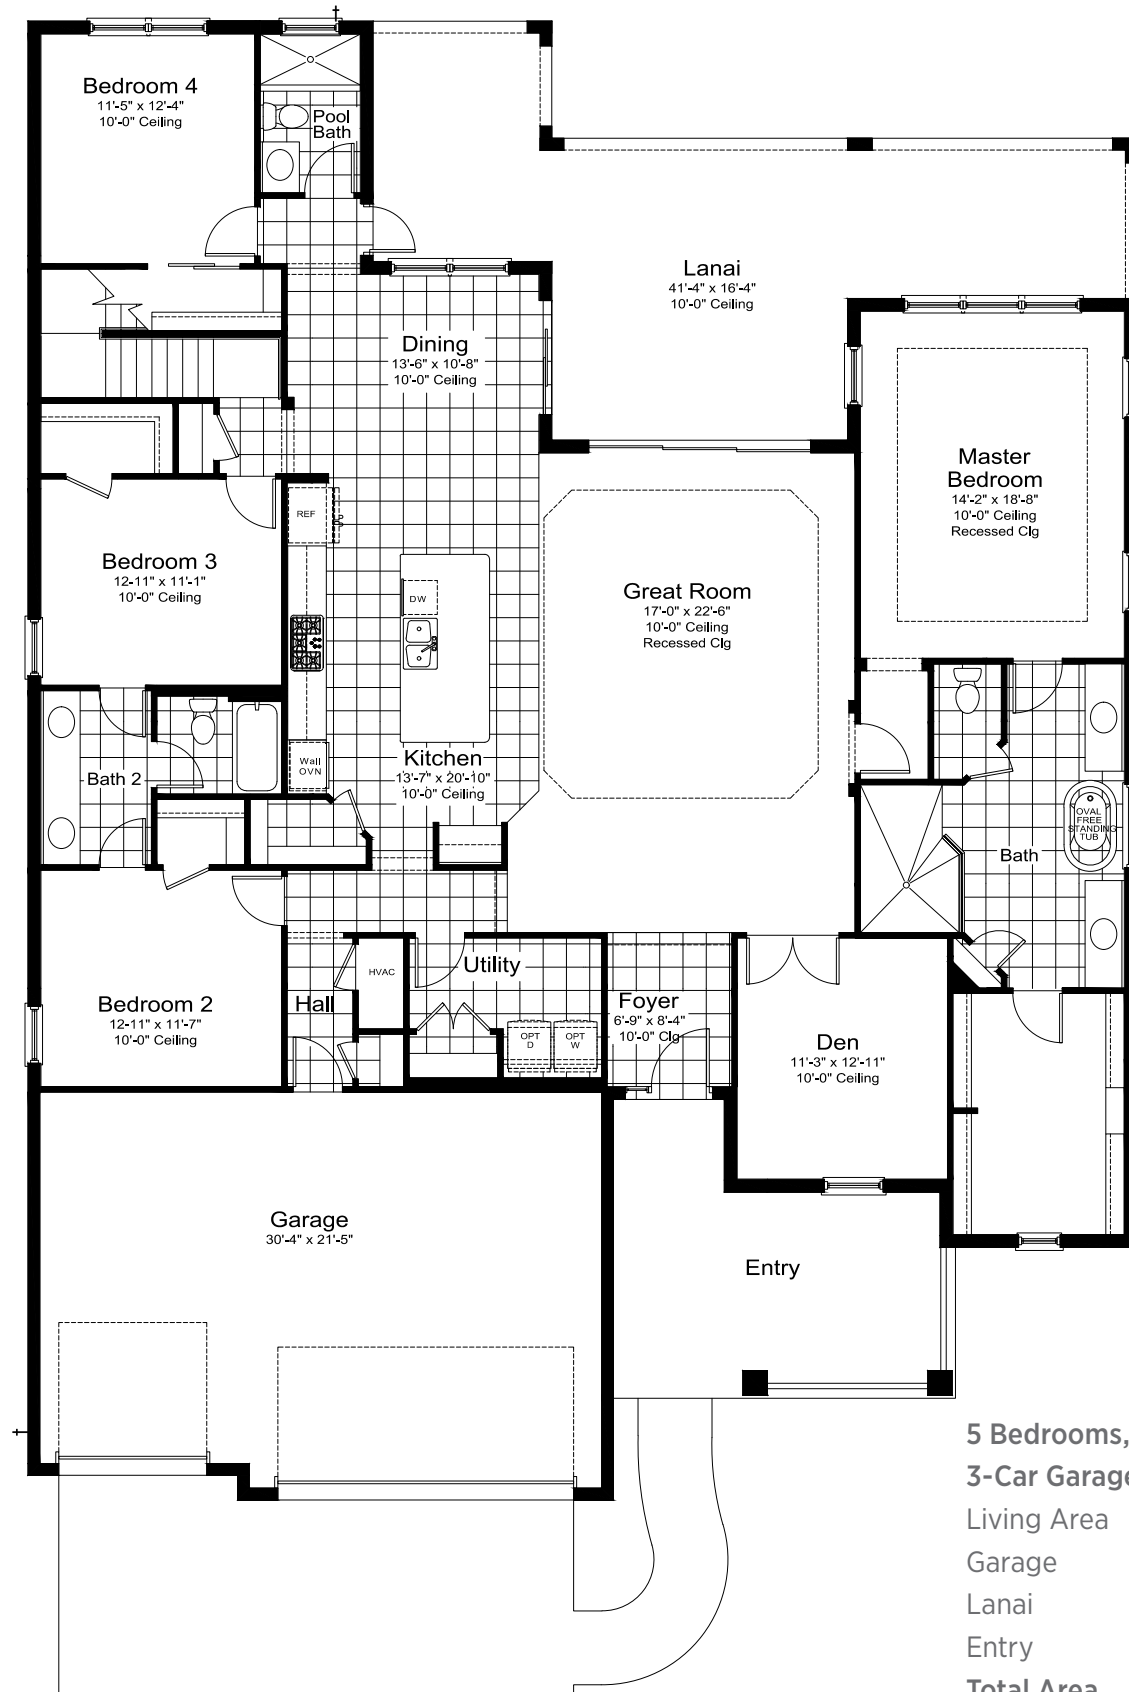 Bedroom 4
11'-5" x 12'-4"
10'-0" Ceiling
Pool
Bath
Lanai
41'-4" x 16'-4"
10'-0" Ceiling
Dining
13'-6" x 10'-8"
10'-0" Ceiling
Master
Bedroom
14'-2" x 18'-8"
10'-0" Ceiling
Recessed Clg
REF
Bedroom 3
12-11" x 11'-1"
10'-0" Ceiling
DW
Great Room
17'-0" x 22'-6"
10'-0" Ceiling
Recessed Clg
Wall
OVN
Kitchen
13'-7" x 20'-10"
10'-0" Ceiling
Bath 2
OVAL
FREE
STANDING
TUB
Bath
Bedroom 2
12-11" x 11'-7"
10'-0" Ceiling
Hall
HVAC
Utility
OPT
D
OPT
W
Foyer
6'-9" x 8'-4"
10'-0" Clg
Den
11'-3" x 12'-11"
10'-0" Ceiling
Garage
30'-4" x 21'-5"
Entry
5 Bedrooms,
3-Car Garage
Living Area
Garage
Lanai
Entry
Total Area